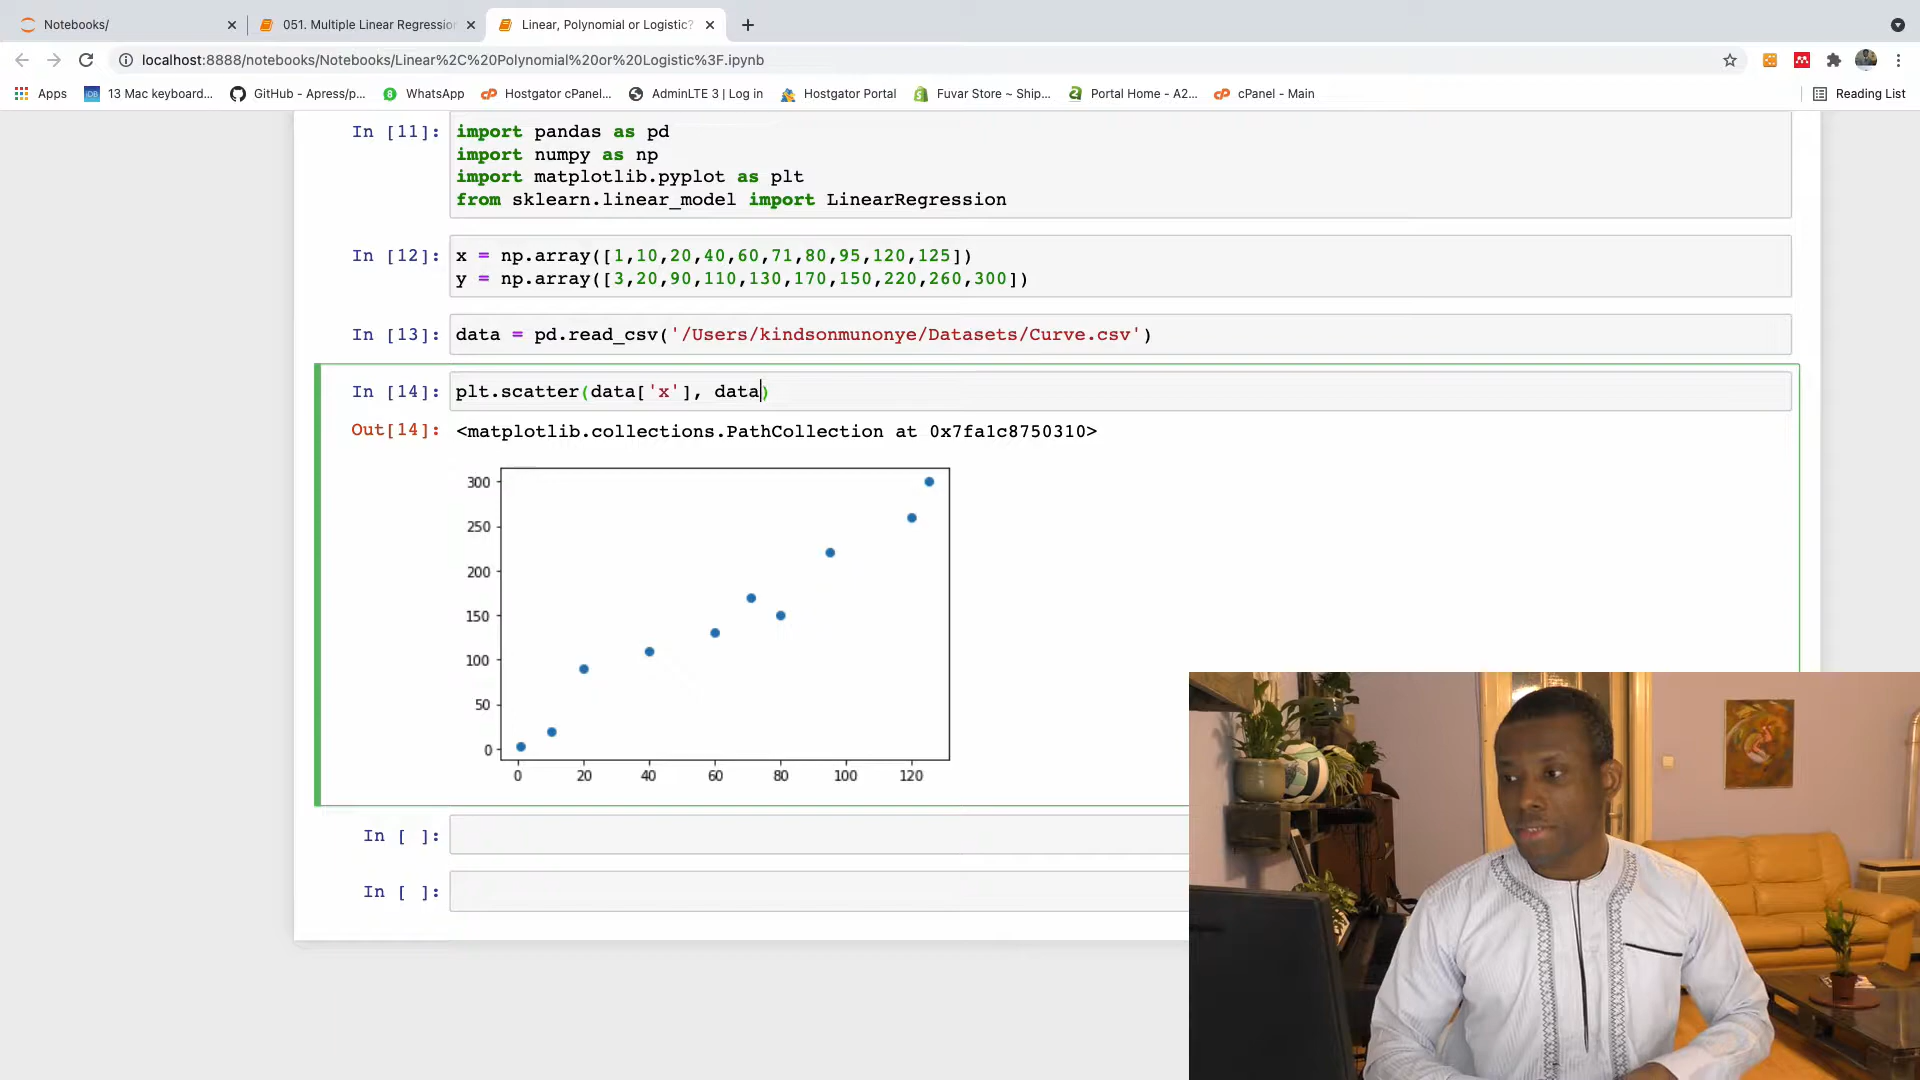 Notebooks/
051. Multiple Linear Regression
Linear, Polynomial or Logistic?
localhost:8888/notebooks/Notebooks/Linear%2C%20Polynomial%20or%20Logistic%3F.ipynb
Apps
13 Mac keyboard...
GitHub - Apress/p...
WhatsApp
Hostgator cPanel...
AdminLTE 3 | Log in
Hostgator Portal
Fuvar Store ~ Ship...
Portal Home - A2...
cPanel - Main
Reading List
In [11]:
import pandas as pd
import numpy as np
import matplotlib.pyplot as plt
from sklearn.linear_model import LinearRegression
In [12]:
x = np.array([1,10,20,40,60,71,80,95,120,125])
y = np.array([3,20,90,110,130,170,150,220,260,300])
In [13]:
data = pd.read_csv('/Users/kindsonmunonye/Datasets/Curve.csv')
In [14]:
plt.scatter(data['x'], data)
Out[14]:
<matplotlib.collections.PathCollection at 0x7fa1c8750310>
300
250
200
150
100
50
0
0 20 40 60 80 100 120
In [ ]:
In [ ]: